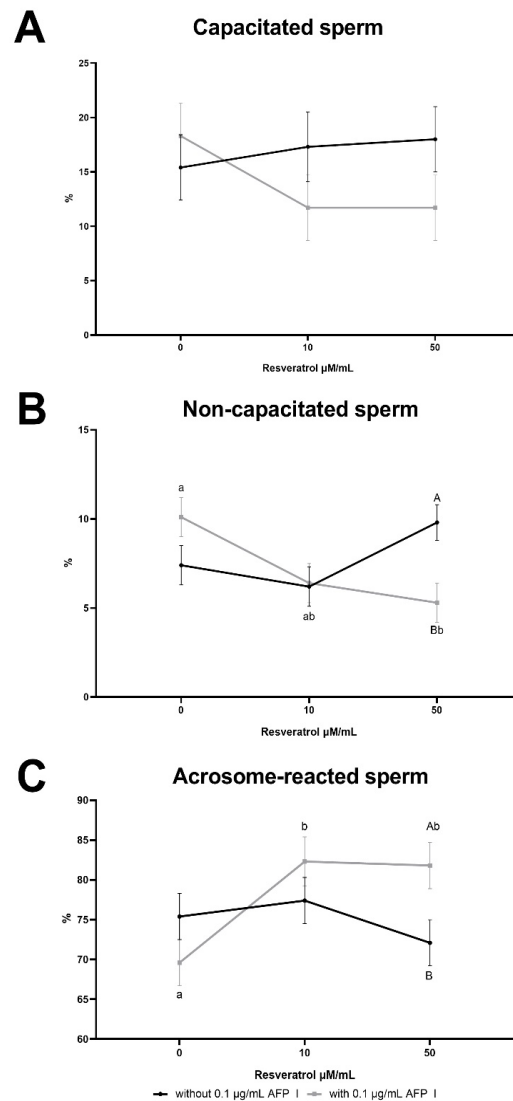 A
Capacitated sperm
25
20
15
10
5
0
%
0 10 50
Resveratrol µM/mL
B
Non-capacitated sperm
15
10
5
0
%
a
A
ab
Bb
0 10 50
Resveratrol µM/mL
C
Acrosome-reacted sperm
90
85
80
75
70
65
60
%
b
Ab
a
B
0 10 50
Resveratrol µM/mL
without 0.1 µg/mL AFP I with 0.1 µg/mL AFP I